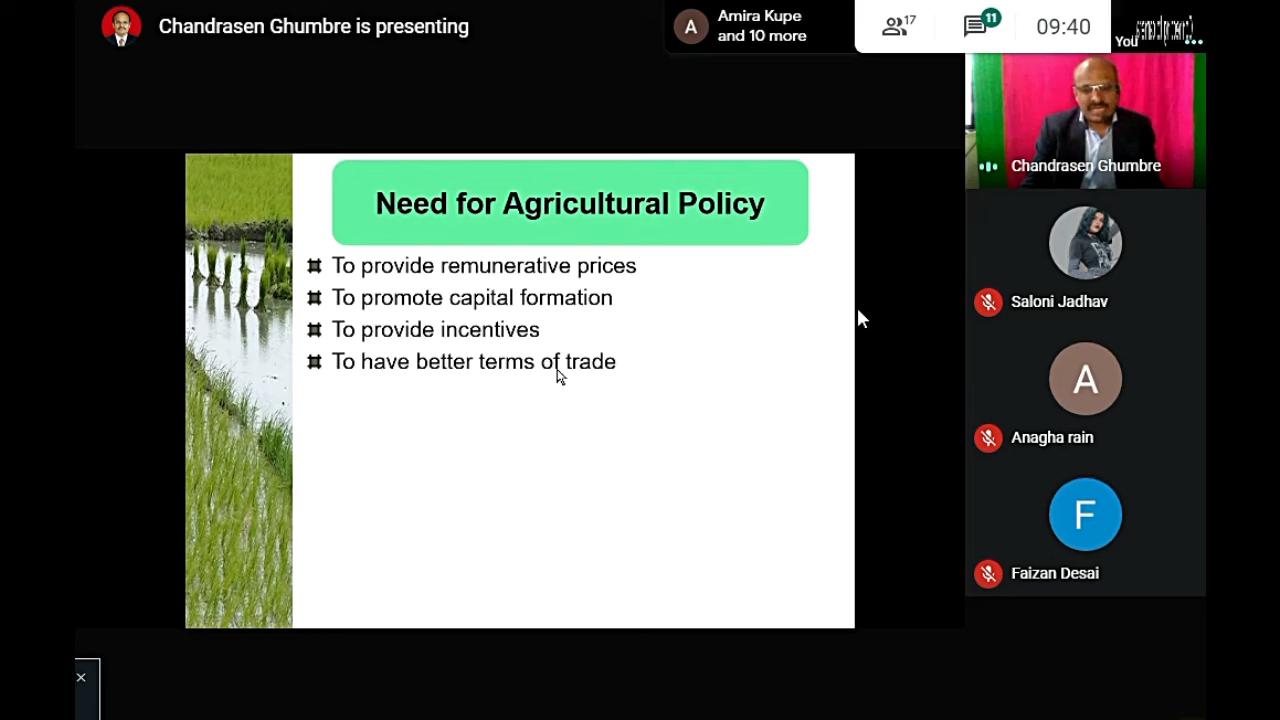 Chandrasen Ghumbre is presenting
A
Amira Kupe
and 10 more
17
11
09:40
You
Chandrasen Ghumbre
Need for Agricultural Policy
To provide remunerative prices
To promote capital formation
To provide incentives
To have better terms of trade
Saloni Jadhav
A
Anagha rain
F
Faizan Desai